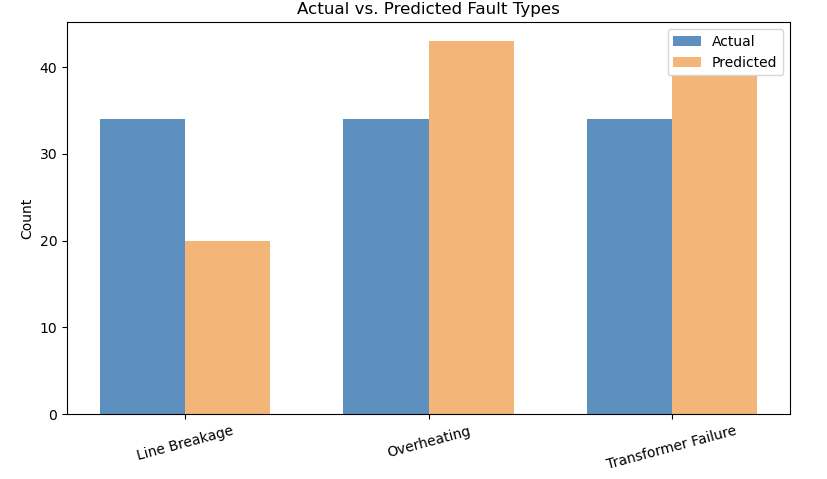 Actual vs. Predicted Fault Types
Actual
Predicted
40
30
20
10
0
Count
Line Breakage
Overheating
Transformer Failure